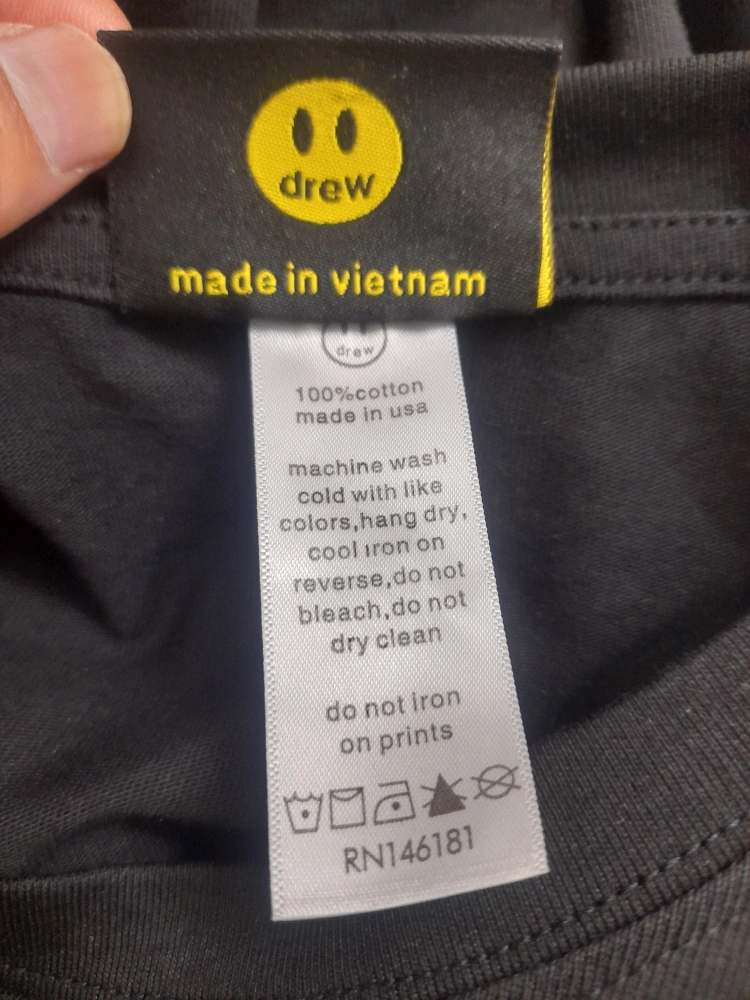 drew
made in vietnam
drew
100%cotton
made in usa
machine wash
cold with like
colors,hang dry,
cool iron on
reverse,do not
bleach,do not
dry clean
do not iron
on prints
RN146181